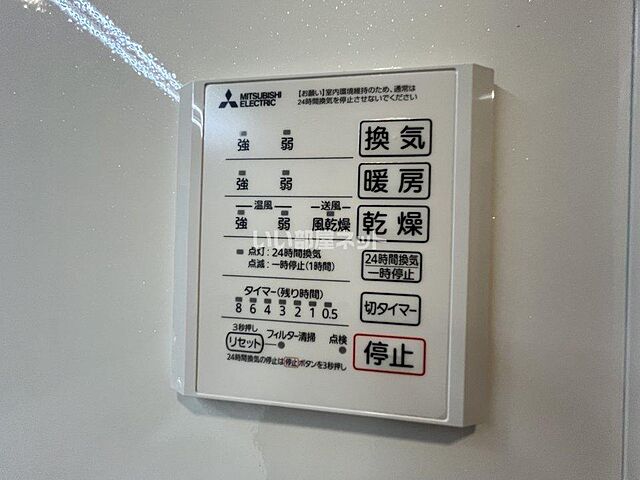 MITSUBISHI
ELECTRIC
【お願い】室内環境維持のため、通常は
24時間換気を停止させないでください
強 弱 換気
強 弱 暖房
温風 送風
強 弱 風乾燥 乾燥
いい部屋ネット
点灯:24時間換気
点滅:一時停止(1時間)
24時間換気
一時停止
タイマー(残り時間)
8 6 4 3 2 1 0.5
切タイマー
3秒押し
リセット フィルター清掃 点検
停止
24時間換気の停止は停止ボタンを3秒押し